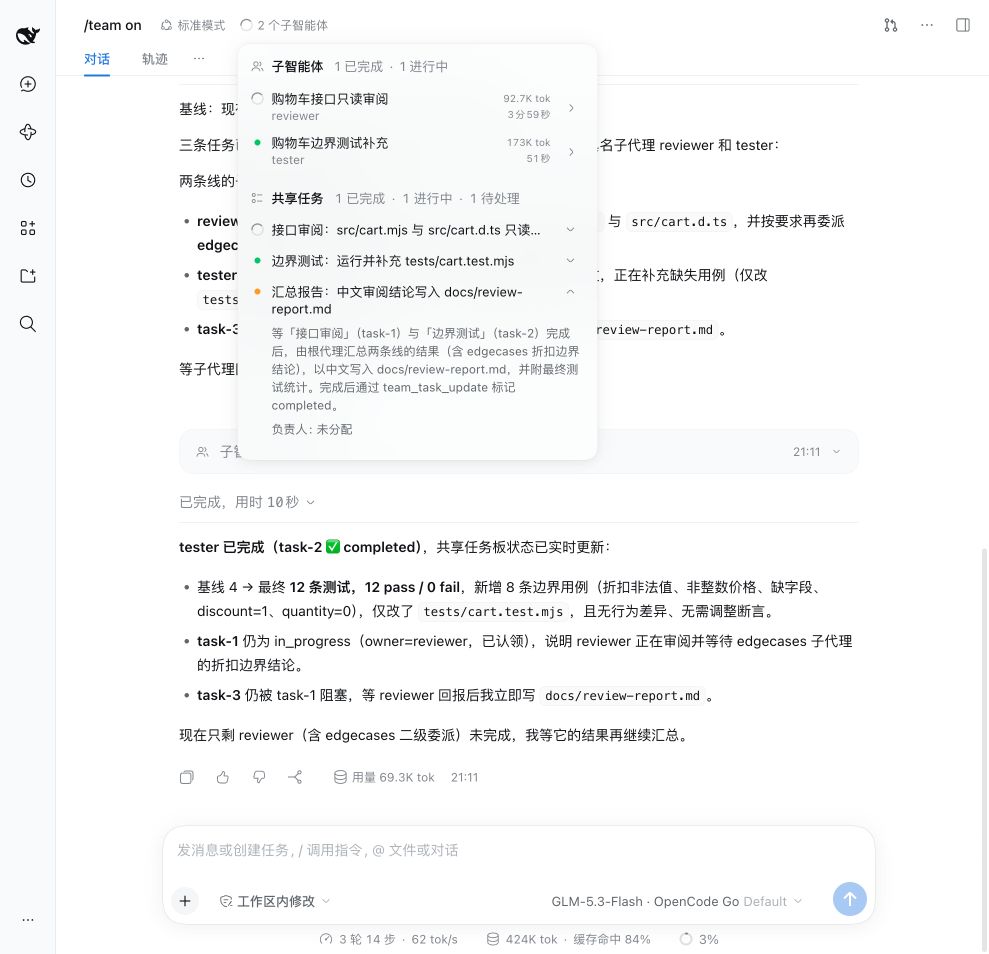 /team on 标准模式 2 个子智能体
对话 轨迹 ...
子智能体 1 已完成 · 1 进行中
购物车接口只读审阅 92.7K tok
reviewer 3 分 59 秒
购物车边界测试补充 173K tok
tester 51 秒
共享任务 1 已完成 · 1 进行中 · 1 待处理
接口审阅：src/cart.mjs 与 src/cart.d.ts 只读...
边界测试：运行并补充 tests/cart.test.mjs
汇总报告：中文审阅结论写入 docs/review-
report.md
等「接口审阅」（task-1）与「边界测试」（task-2）完成
后，由根代理汇总两条线的结果（含 edgecases 折扣边界
结论），以中文写入 docs/review-report.md，并附最终测
试统计。完成后通过 team_task_update 标记
completed。
负责人：未分配
基线：现
三条任务
名子代理 reviewer 和 tester：
两条线的
review
与 src/cart.d.ts ，并按要求再委派
edgec
tester
，正在补充缺失用例（仅改
tests
task-3
review-report.md 。
等子代理
子智
21:11
已完成，用时 10 秒
tester 已完成（task-2 ✅ completed），共享任务板状态已实时更新：
• 基线 4 → 最终 12 条测试，12 pass / 0 fail，新增 8 条边界用例（折扣非法值、非整数价格、缺字段、
discount=1、quantity=0），仅改了 tests/cart.test.mjs ，且无行为差异、无需调整断言。
• task-1 仍为 in_progress（owner=reviewer，已认领），说明 reviewer 正在审阅并等待 edgecases 子代理
的折扣边界结论。
• task-3 仍被 task-1 阻塞，等 reviewer 回报后我立即写 docs/review-report.md 。
现在只剩 reviewer（含 edgecases 二级委派）未完成，我等它的结果再继续汇总。
用量 69.3K tok 21:11
发消息或创建任务, / 调用指令, @ 文件或对话
工作区内修改 GLM-5.3-Flash · OpenCode Go Default
3 轮 14 步 · 62 tok/s 424K tok · 缓存命中 84% 3%